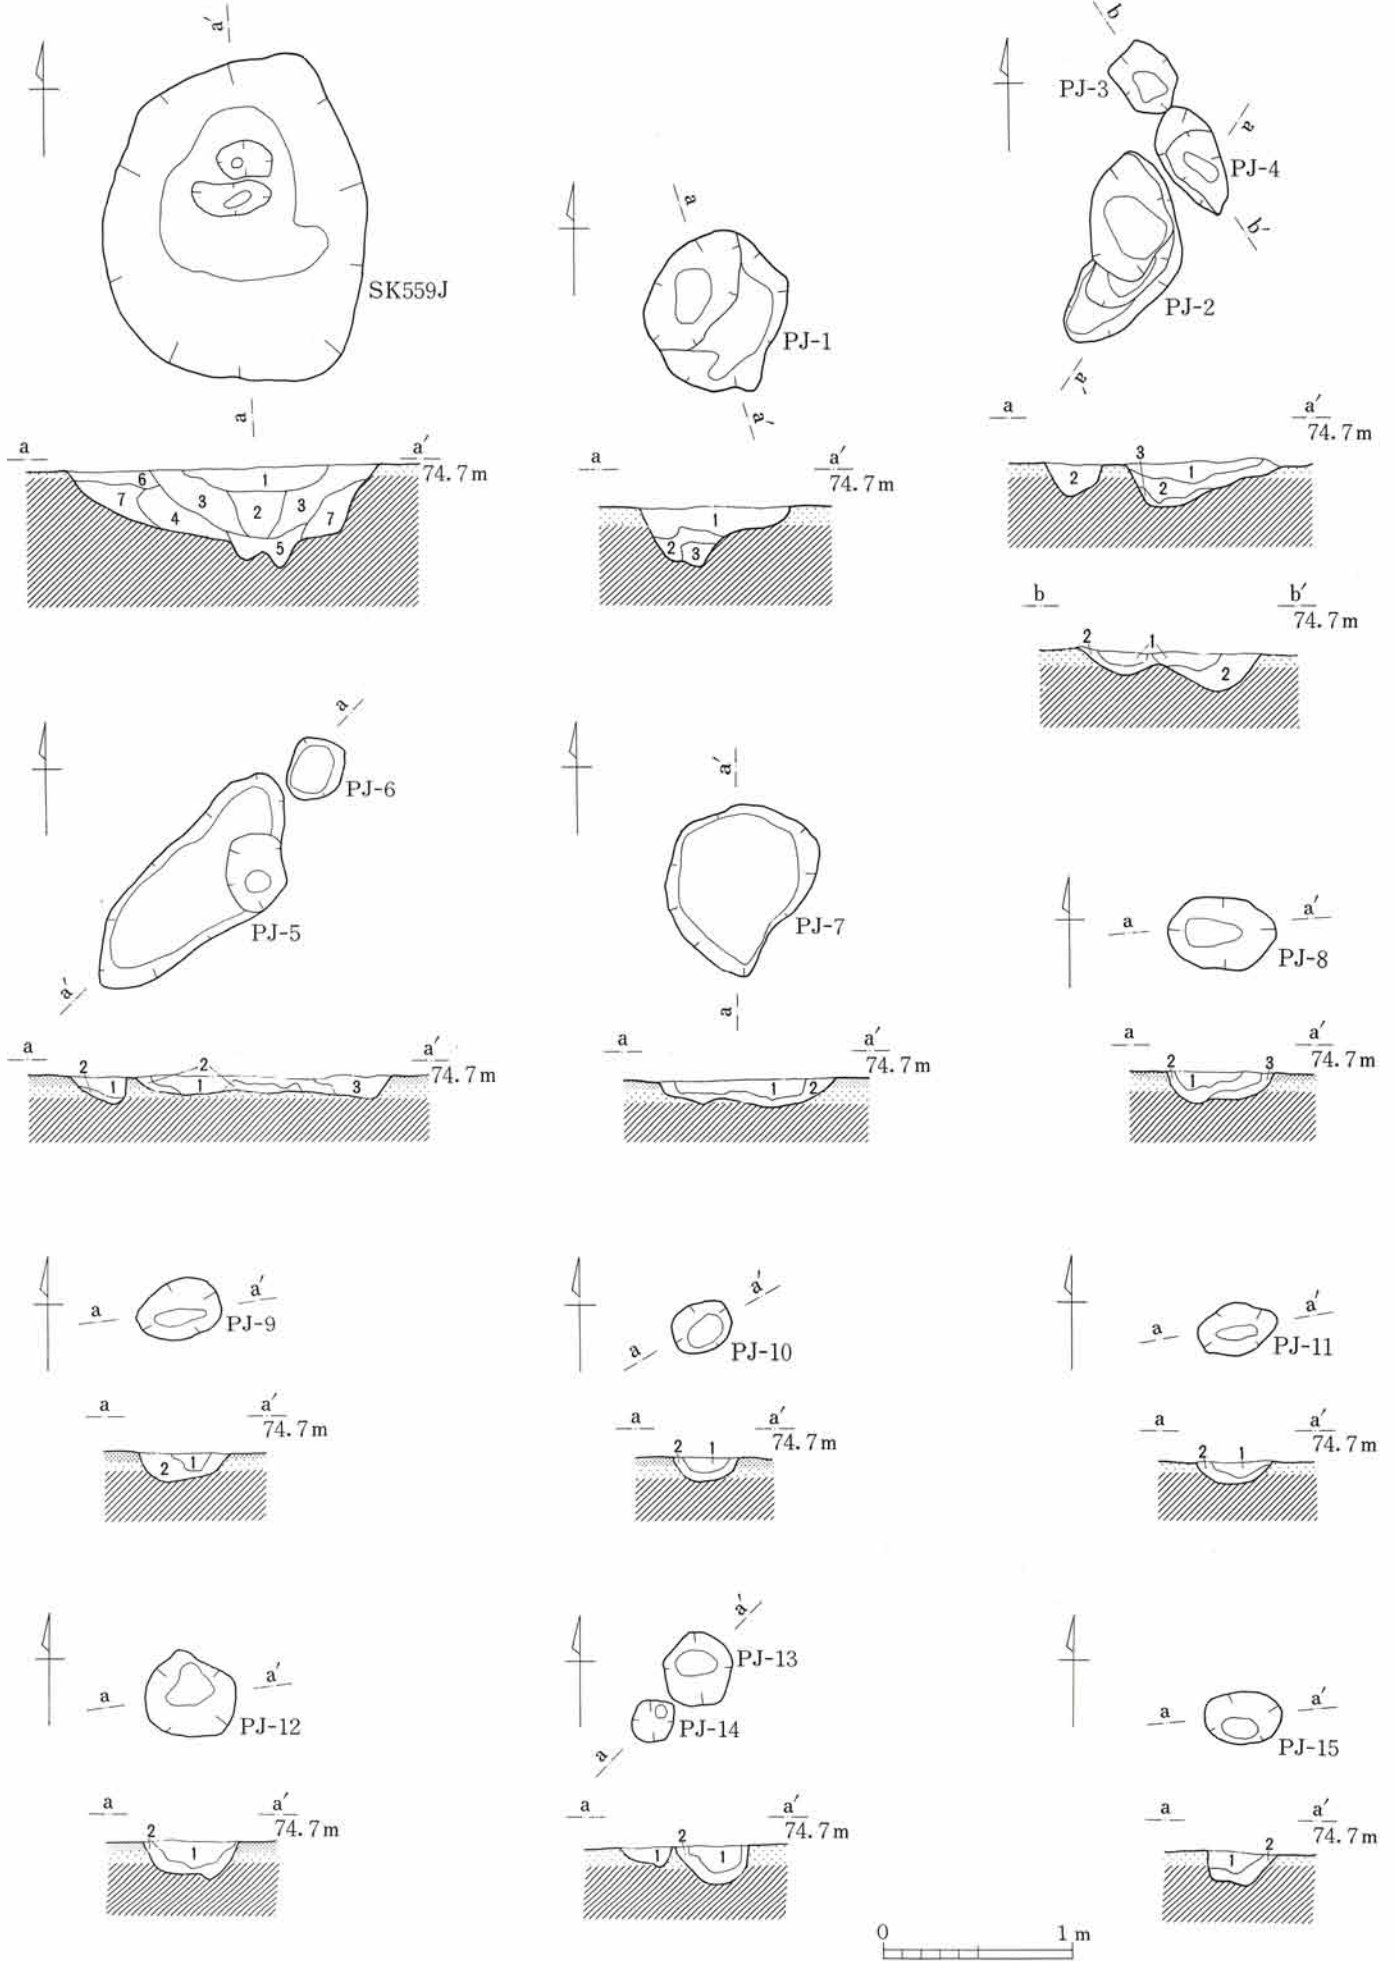 a'
SK559J
a
a a'
74.7m
6 1
7 3 2 3
4 7
5
a
PJ-1
a'
a a'
74.7m
1
2 3
b
PJ-3
a
PJ-4
b-
PJ-2
a-
a a'
74.7m
3
2 1
2
b b'
74.7m
2 1
2
a
PJ-6
PJ-5
a'
a a'
74.7m
2 2
1 1 3
a'
PJ-7
a
a a'
74.7m
1 2
a a'
PJ-8
a a'
74.7m
2 3
1
a a'
PJ-9
a a'
74.7m
1
2
a'
a PJ-10
a a'
74.7m
2 1
a'
a PJ-11
a a'
74.7m
2 1
a a'
PJ-12
a a'
74.7m
2
1
a'
PJ-13
PJ-14
a
a a'
74.7m
2
1 1
a a'
PJ-15
a a'
74.7m
1 2
0 1m